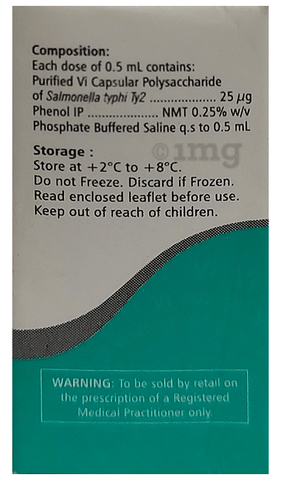 Composition:
Each dose of 0.5 mL contains:
Purified Vi Capsular Polysaccharide
of Salmonella typhi Ty2 .................. 25 µg
Phenol IP ................... NMT 0.25% w/v
Phosphate Buffered Saline q.s to 0.5 mL
Storage :
Store at +2°C to +8°C.
Do not Freeze. Discard if Frozen.
Read enclosed leaflet before use.
Keep out of reach of children.
1mg
WARNING: To be sold by retail on
the prescription of a Registered
Medical Practitioner only.